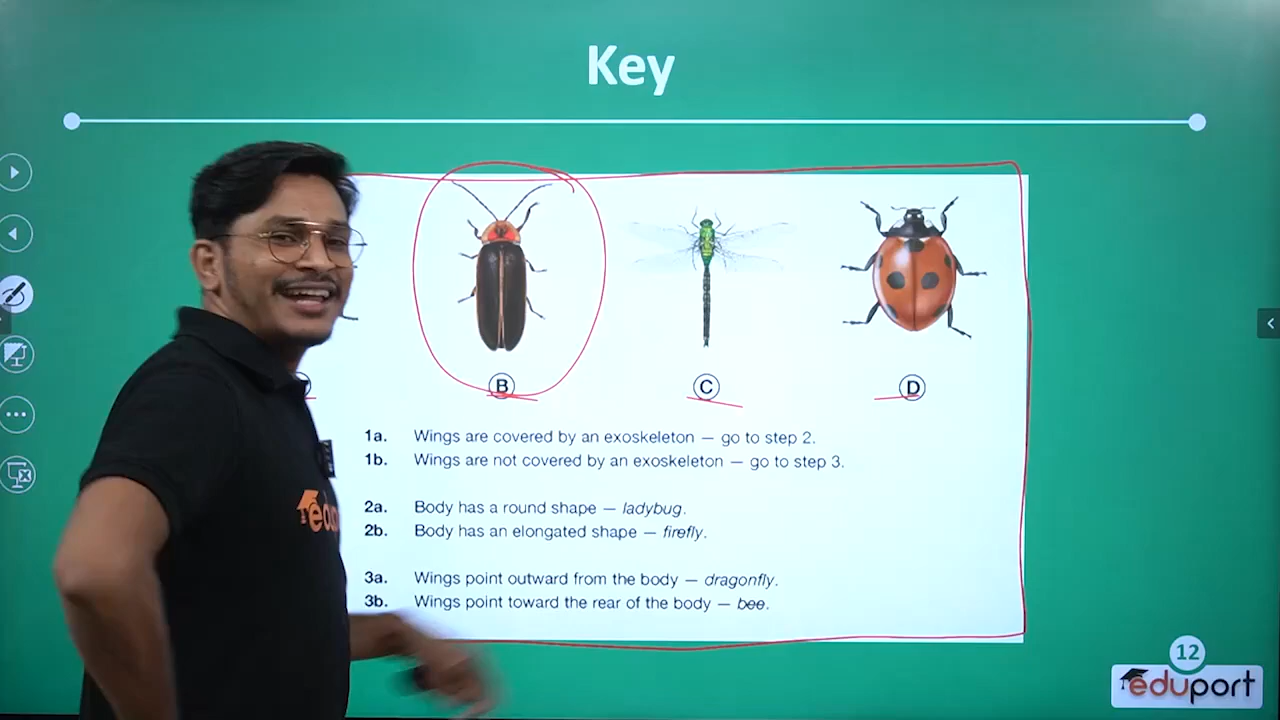 Key
B
C
D
1a. Wings are covered by an exoskeleton — go to step 2.
1b. Wings are not covered by an exoskeleton — go to step 3.
2a. Body has a round shape — ladybug.
2b. Body has an elongated shape — firefly.
3a. Wings point outward from the body — dragonfly.
3b. Wings point toward the rear of the body — bee.
12
eduport